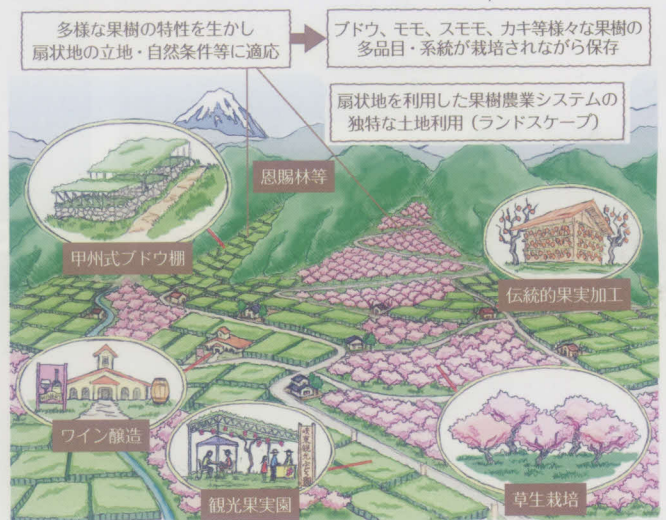 多様な果樹の特性を生かし
扇状地の立地・自然条件等に適応
ブドウ、モモ、スモモ、カキ等様々な果樹の
多品目・系統が栽培されながら保存
扇状地を利用した果樹農業システムの
独特な土地利用（ランドスケープ）
恩賜林等
甲州式ブドウ棚
伝統的果実加工
ワイン醸造
観光果実園
草生栽培